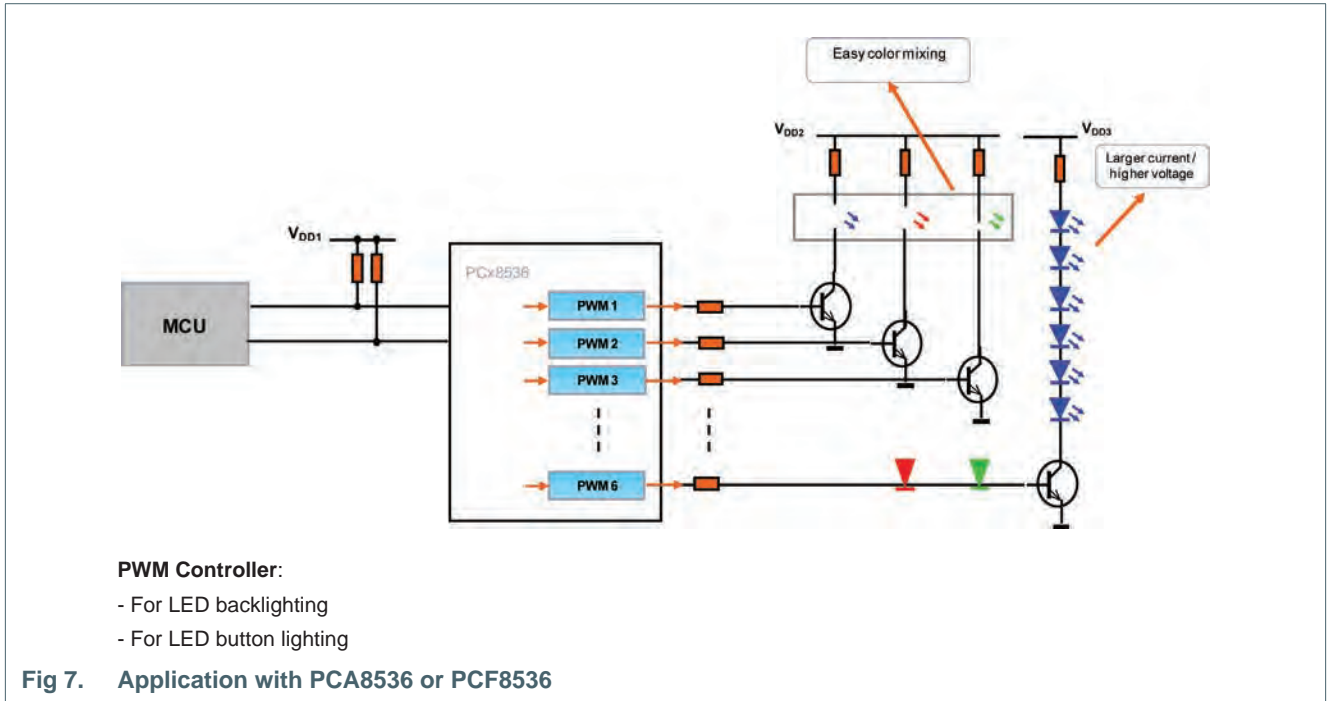 Easy color mixing
VDD2
VDD3
Larger current /
higher voltage
VDD1
PCx8536
MCU
PWM 1
PWM 2
PWM 3
PWM 6
PWM Controller:
- For LED backlighting
- For LED button lighting
Fig 7. Application with PCA8536 or PCF8536